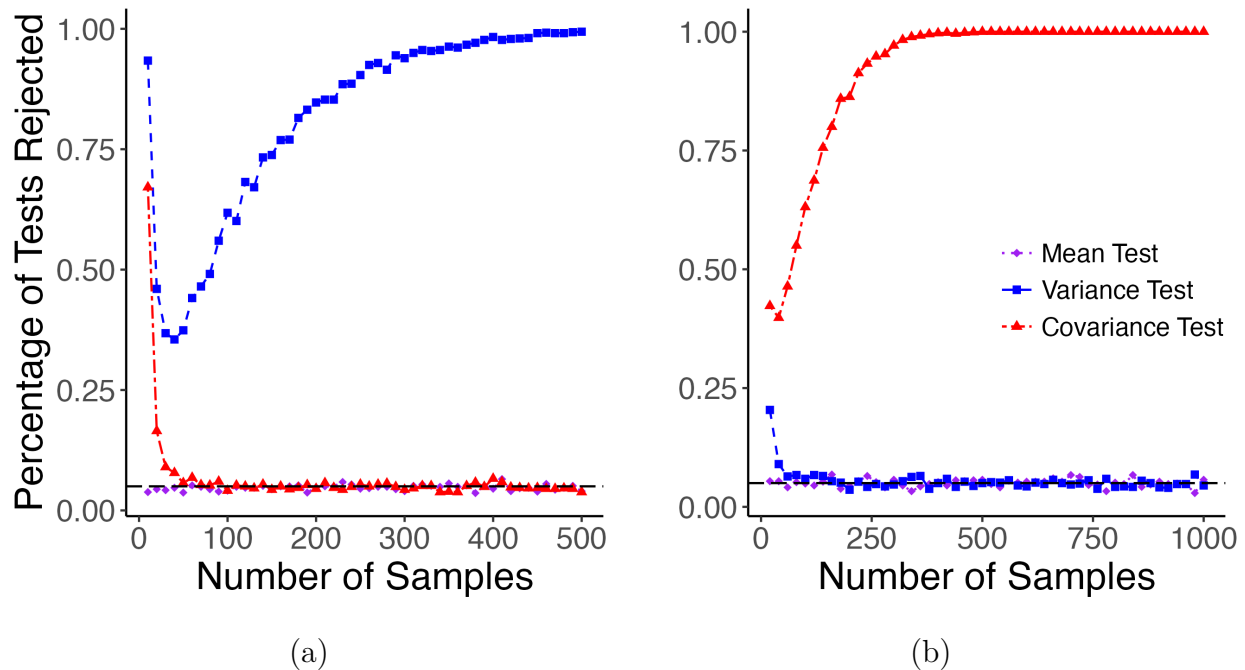 Percentage of Tests Rejected
1.00
0.75
0.50
0.25
0.00
0 100 200 300 400 500
Number of Samples
(a)
1.00
0.75
0.50
0.25
0.00
Mean Test
Variance Test
Covariance Test
0 250 500 750 1000
Number of Samples
(b)